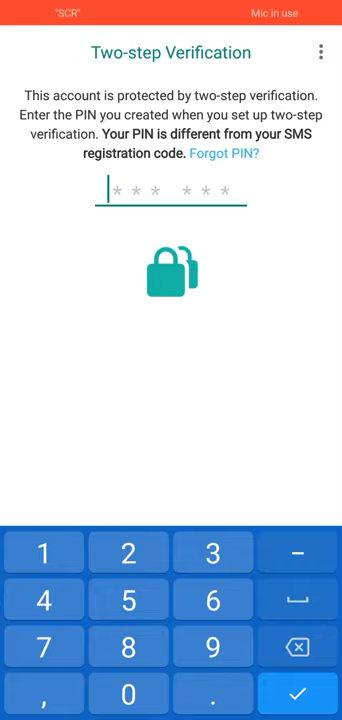 "SCR" Mic in use
Two-step Verification
This account is protected by two-step verification.
Enter the PIN you created when you set up two-step
verification. Your PIN is different from your SMS
registration code. Forgot PIN?
* * * * * *
1 2 3 –
4 5 6
7 8 9
, 0 .